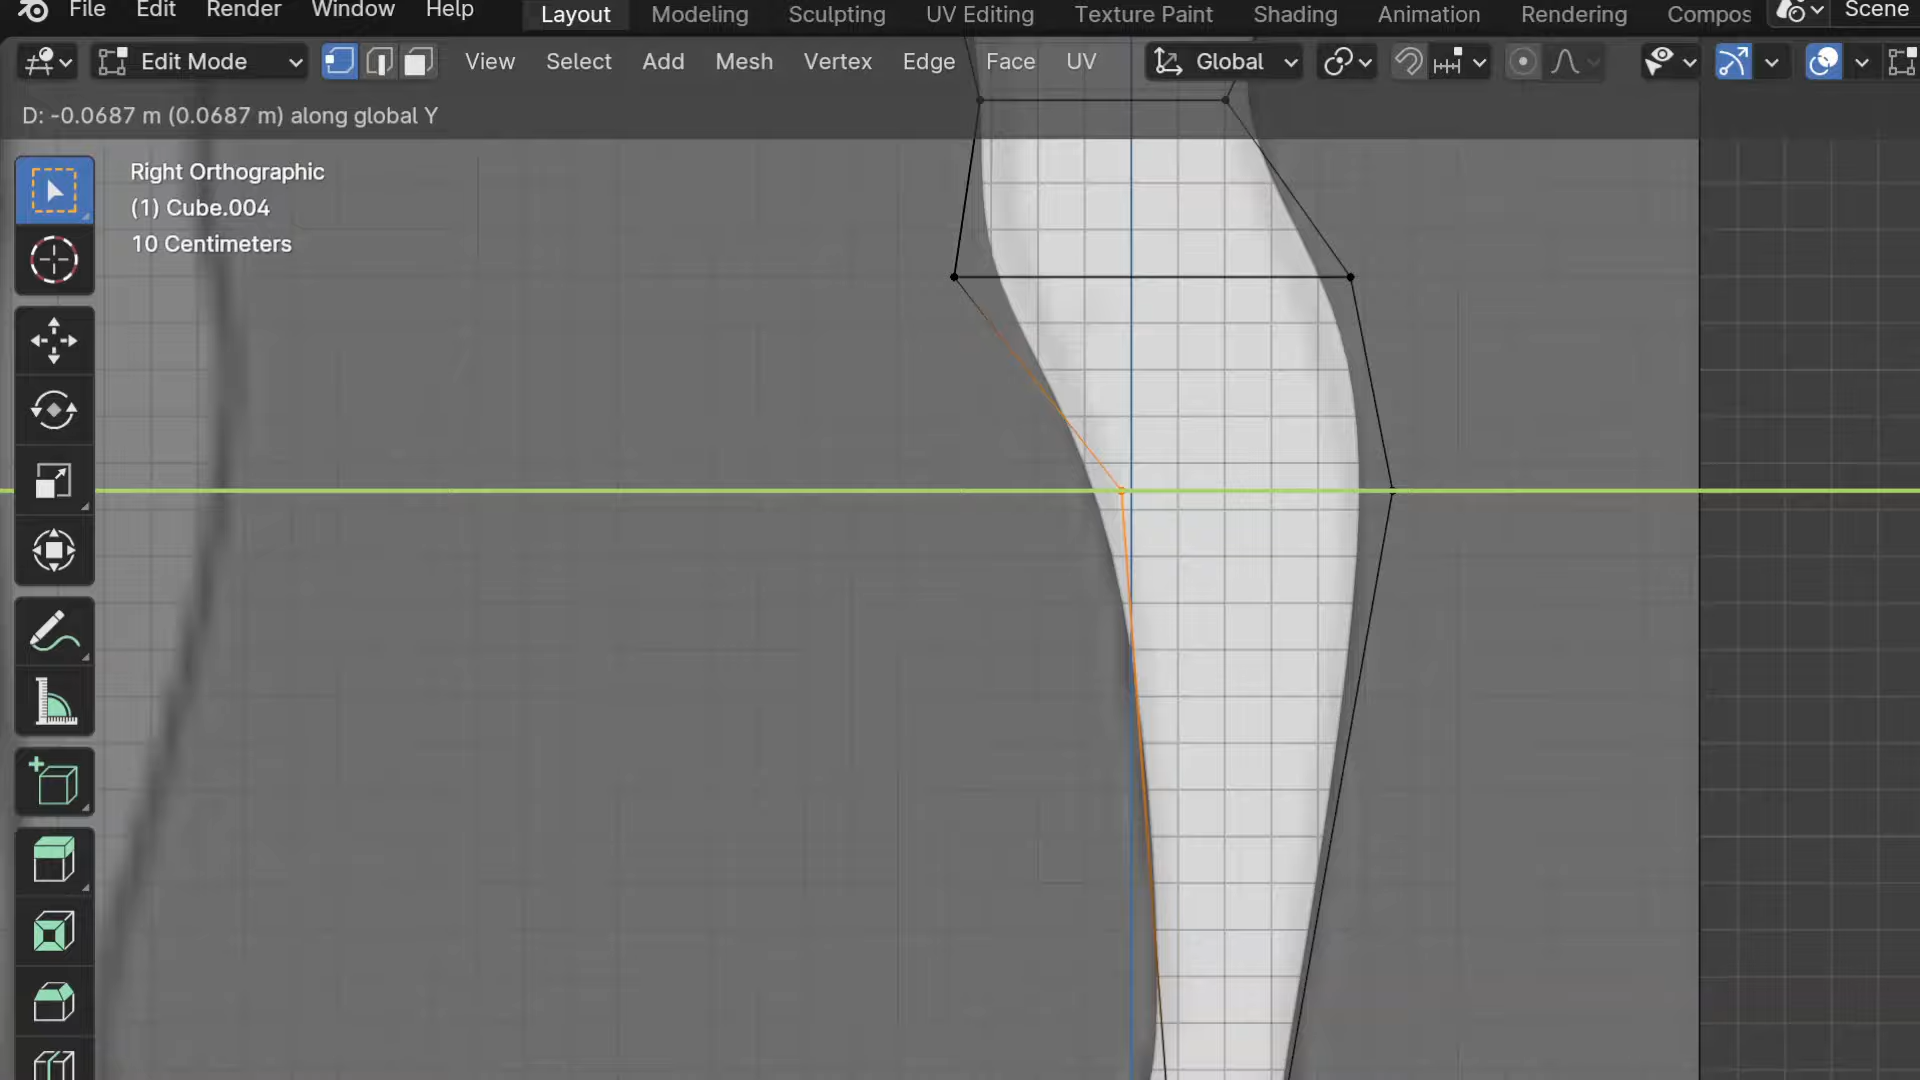 File Edit Render Window Help Layout Modeling Sculpting UV Editing Texture Paint Shading Animation Rendering Compos Scene
Edit Mode View Select Add Mesh Vertex Edge Face UV Global
D: -0.0687 m (0.0687 m) along global Y
Right Orthographic
(1) Cube.004
10 Centimeters